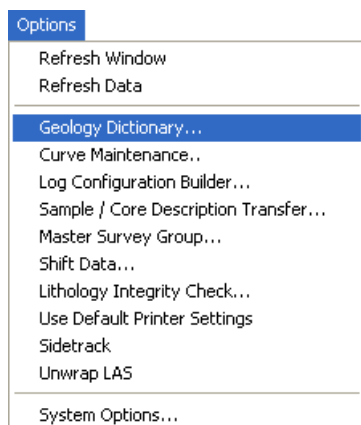 Options
Refresh Window
Refresh Data
Geology Dictionary...
Curve Maintenance..
Log Configuration Builder...
Sample / Core Description Transfer...
Master Survey Group...
Shift Data...
Lithology Integrity Check...
Use Default Printer Settings
Sidetrack
Unwrap LAS
System Options...